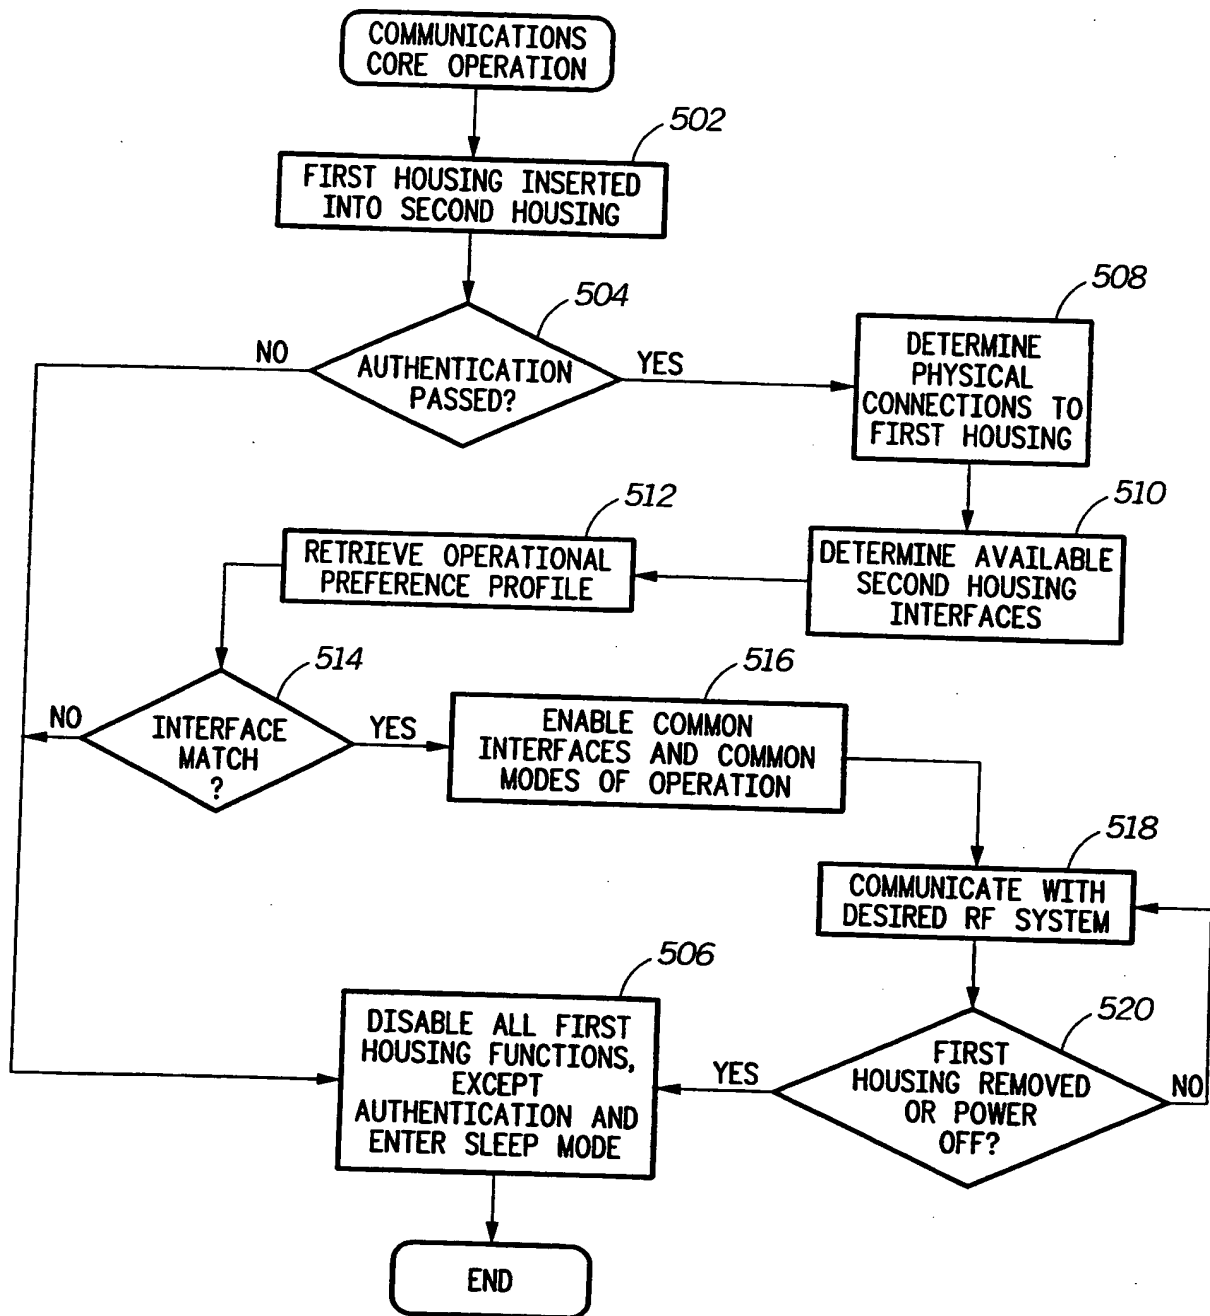 COMMUNICATIONS
CORE OPERATION
502
FIRST HOUSING INSERTED
INTO SECOND HOUSING
504
AUTHENTICATION
PASSED?
NO
YES
508
DETERMINE
PHYSICAL
CONNECTIONS TO
FIRST HOUSING
510
DETERMINE AVAILABLE
SECOND HOUSING
INTERFACES
512
RETRIEVE OPERATIONAL
PREFERENCE PROFILE
514
INTERFACE
MATCH
?
NO
YES
516
ENABLE COMMON
INTERFACES AND COMMON
MODES OF OPERATION
518
COMMUNICATE WITH
DESIRED RF SYSTEM
520
FIRST
HOUSING REMOVED
OR POWER
OFF?
YES
NO
506
DISABLE ALL FIRST
HOUSING FUNCTIONS,
EXCEPT
AUTHENTICATION AND
ENTER SLEEP MODE
END